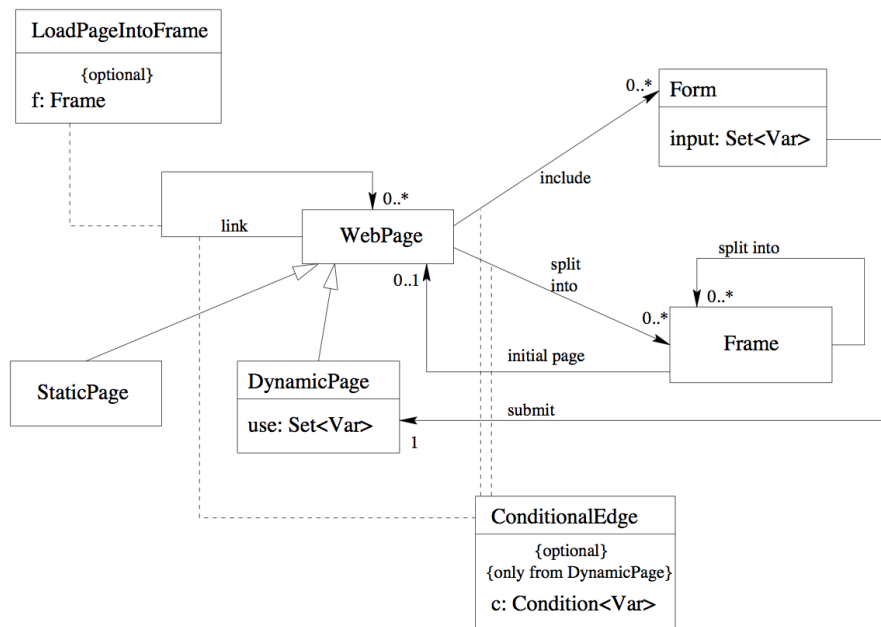 LoadPageIntoFrame
{optional}
f: Frame
0..*
Form
input: Set<Var>
include
link
0..*
WebPage
split
into
0..1
split into
0..*
0..*
Frame
initial page
StaticPage
DynamicPage
use: Set<Var>
submit
1
ConditionalEdge
{optional}
{only from DynamicPage}
c: Condition<Var>